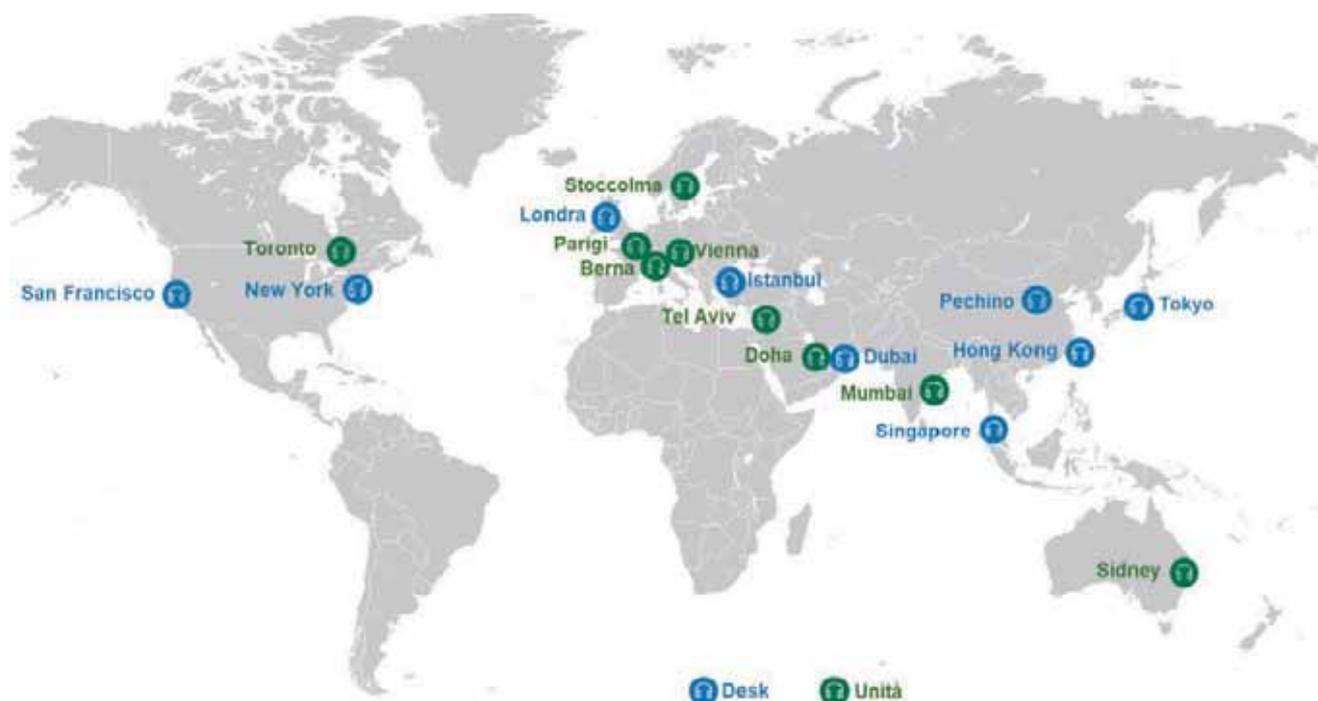 Stoccolma
Londra
Parigi
Vienna
Toronto
Berna
San Francisco
New York
Istanbul
Pechino
Tokyo
Tel Aviv
Doha
Dubai
Hong Kong
Mumbai
Singapore
Sidney
Desk
Unità